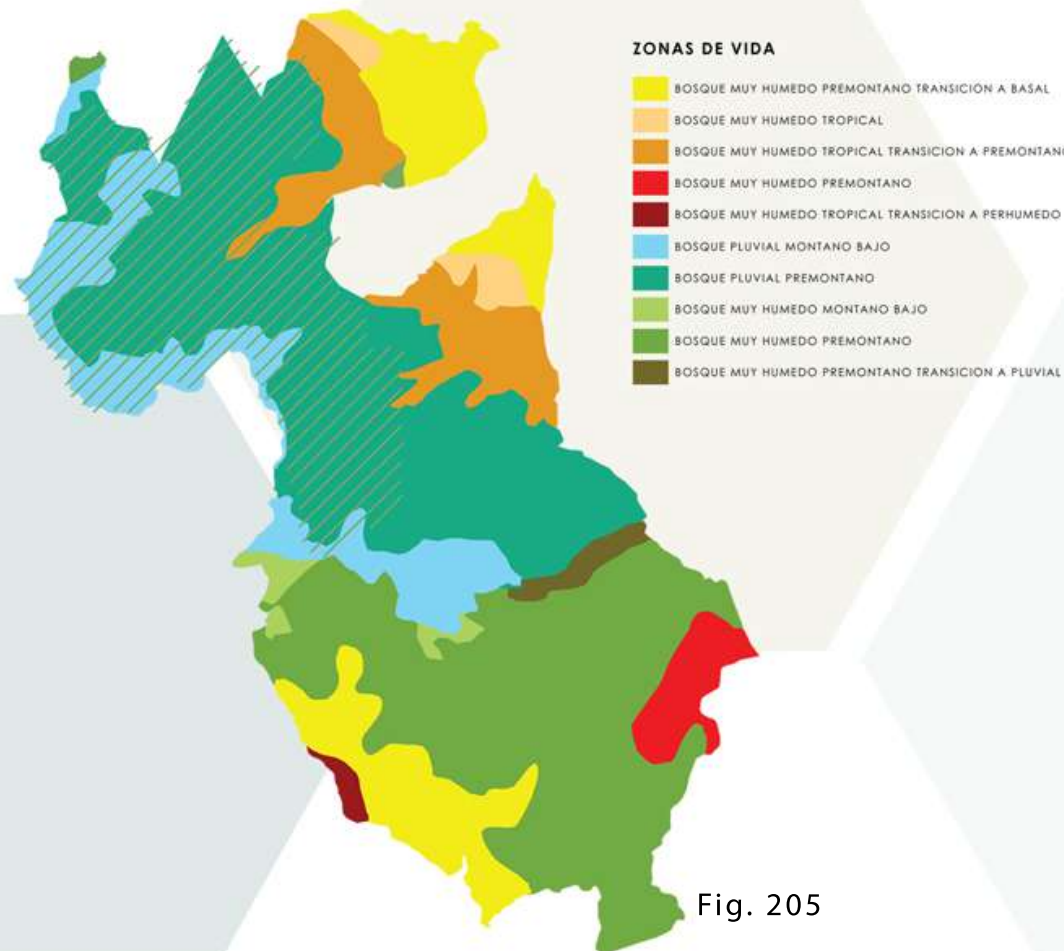 ZONAS DE VIDA
BOSQUE MUY HUMEDO PREMONTANO TRANSICION A BASAL
BOSQUE MUY HUMEDO TROPICAL
BOSQUE MUY HUMEDO TROPICAL TRANSICION A PREMONTANO
BOSQUE MUY HUMEDO PREMONTANO
BOSQUE MUY HUMEDO TROPICAL TRANSICION A PERHUMEDO
BOSQUE PLUVIAL MONTANO BAJO
BOSQUE PLUVIAL PREMONTANO
BOSQUE MUY HUMEDO MONTANO BAJO
BOSQUE MUY HUMEDO PREMONTANO
BOSQUE MUY HUMEDO PREMONTANO TRANSICION A PLUVIAL
Fig. 205